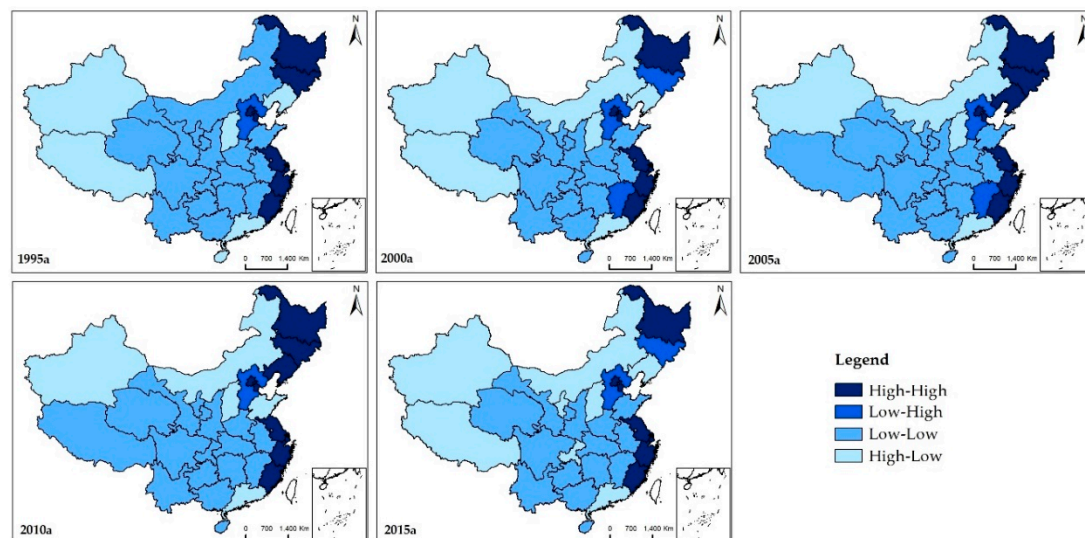 N
1995a
0 700 1,400 Km
N
2000a
0 700 1,400 Km
N
2005a
0 700 1,400 Km
N
2010a
0 700 1,400 Km
N
2015a
0 700 1,400 Km
Legend
High-High
Low-High
Low-Low
High-Low